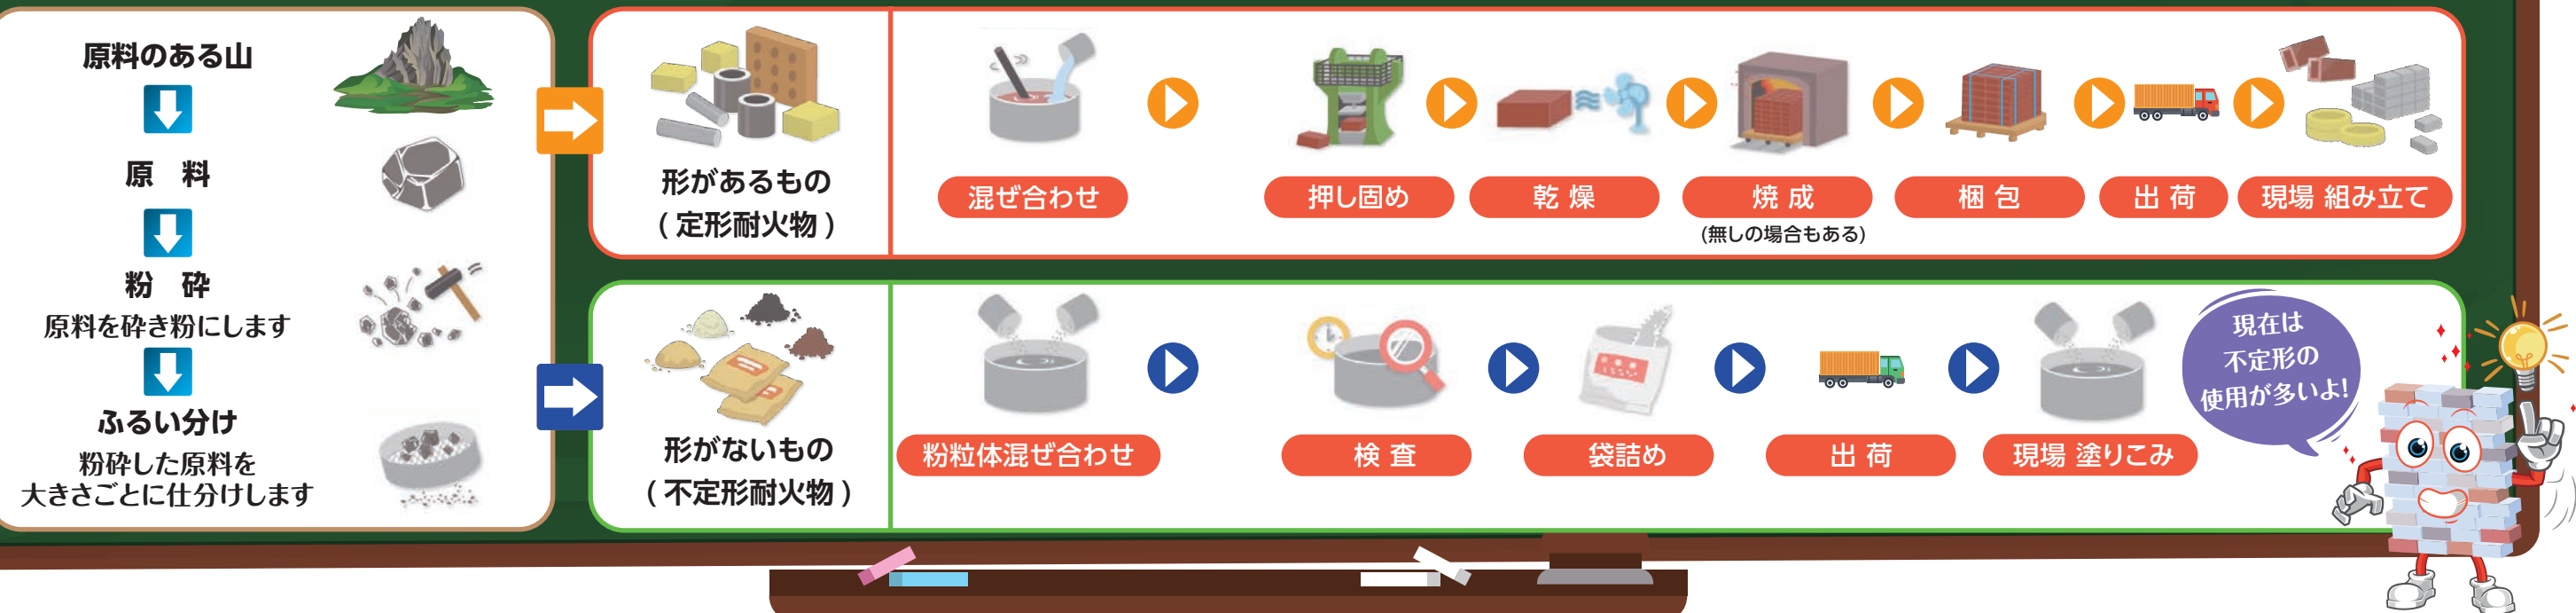 原料のある山
原　料
粉　砕
原料を砕き粉にします
ふるい分け
粉砕した原料を
大きさごとに仕分けします
形があるもの
( 定形耐火物 )
混ぜ合わせ
押し固め
乾 燥
焼 成
(無しの場合もある)
梱 包
出 荷
現場 組み立て
形がないもの
( 不定形耐火物 )
粉粒体混ぜ合わせ
検 査
袋詰め
出 荷
現場 塗りこみ
現在は
不定形の
使用が多いよ!